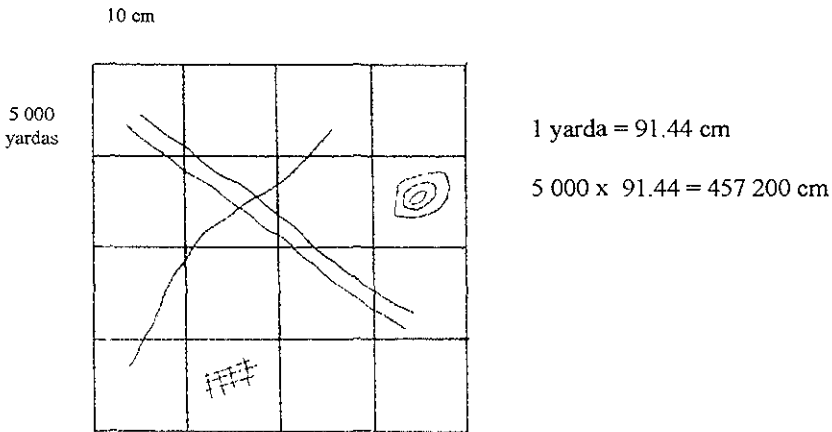 10 cm
5 000
yardas
1 yarda = 91.44 cm
5 000 x 91.44 = 457 200 cm